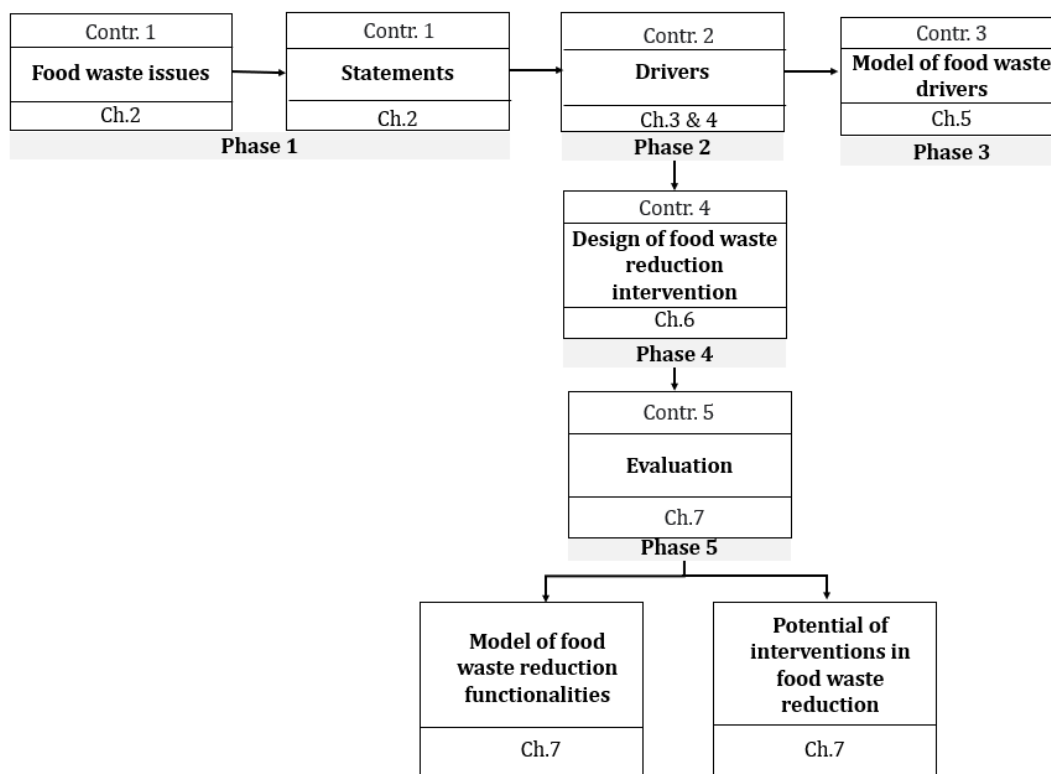 Contr. 1
Food waste issues
Ch.2
Contr. 1
Statements
Ch.2
Phase 1
Contr. 2
Drivers
Ch.3 & 4
Phase 2
Contr. 3
Model of food waste
drivers
Ch.5
Phase 3
Contr. 4
Design of food waste
reduction
intervention
Ch.6
Phase 4
Contr. 5
Evaluation
Ch.7
Phase 5
Model of food
waste reduction
functionalities
Ch.7
Potential of
interventions in
food waste
reduction
Ch.7